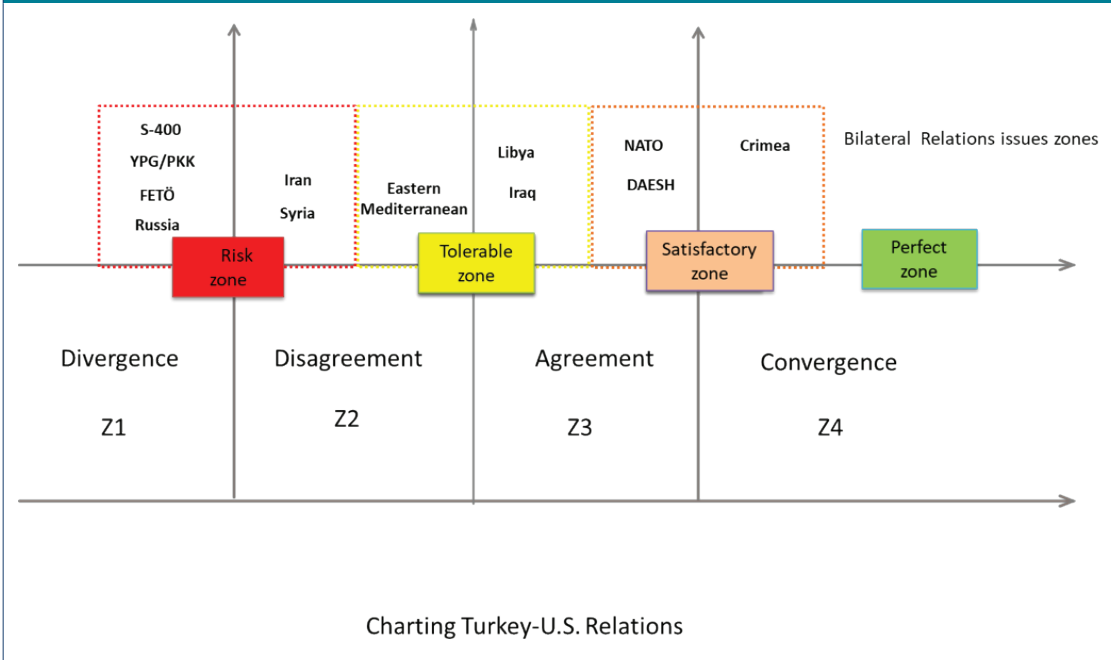 S-400
YPG/PKK
FETÖ
Russia
Iran
Syria
Eastern
Mediterranean
Libya
Iraq
NATO
DAESH
Crimea
Bilateral Relations issues zones
Risk
zone
Tolerable
zone
Satisfactory
zone
Perfect
zone
Divergence
Disagreement
Agreement
Convergence
Z1
Z2
Z3
Z4
Charting Turkey-U.S. Relations